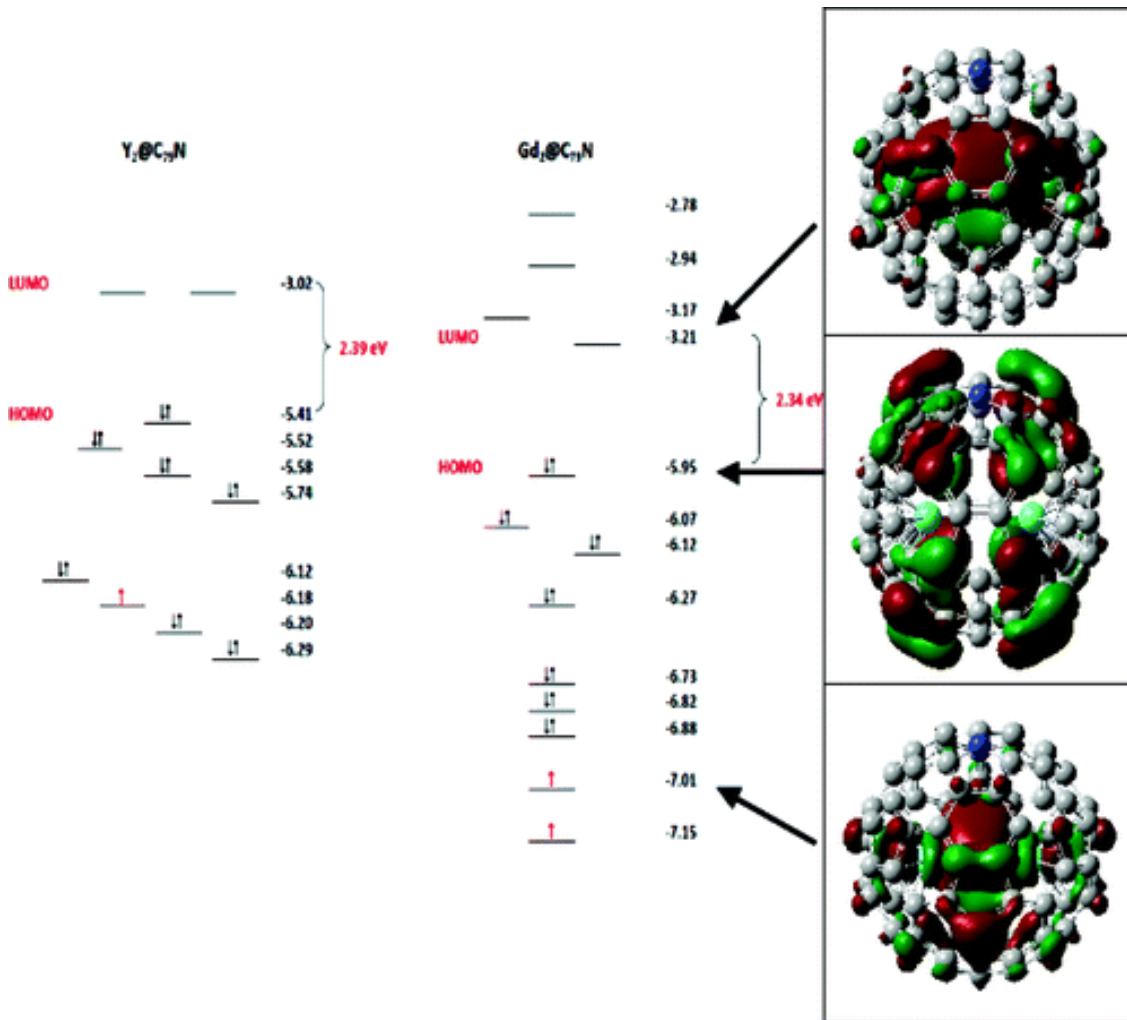 Y₂@C₇₉N
LUMO
-3.02
2.39 eV
HOMO
-5.41
-5.52
-5.58
-5.74
-6.12
-6.18
-6.20
-6.29
Gd₂@C₇₉N
-2.78
-2.94
-3.17
LUMO
-3.21
2.34 eV
HOMO
-5.95
-6.07
-6.12
-6.27
-6.73
-6.82
-6.88
-7.01
-7.15